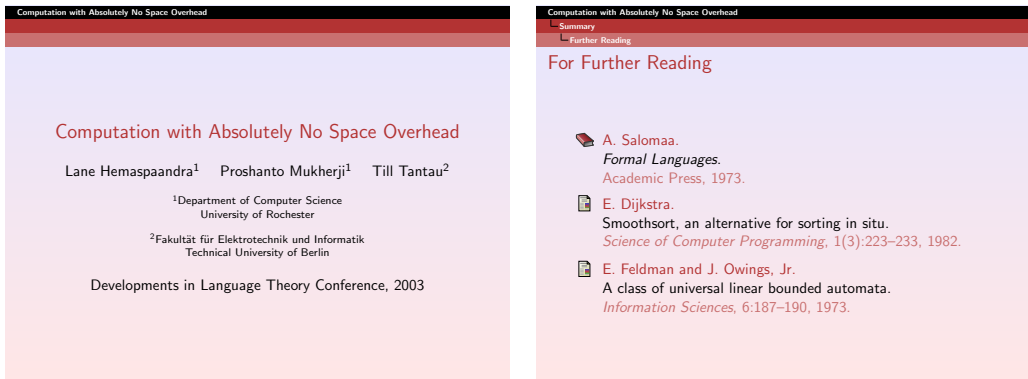 Computation with Absolutely No Space Overhead
Computation with Absolutely No Space Overhead
Lane Hemaspaandra¹ Proshanto Mukherji¹ Till Tantau²
¹Department of Computer Science
University of Rochester
²Fakultät für Elektrotechnik und Informatik
Technical University of Berlin
Developments in Language Theory Conference, 2003
Computation with Absolutely No Space Overhead
Summary
Further Reading
For Further Reading
A. Salomaa.
Formal Languages.
Academic Press, 1973.
E. Dijkstra.
Smoothsort, an alternative for sorting in situ.
Science of Computer Programming, 1(3):223–233, 1982.
E. Feldman and J. Owings, Jr.
A class of universal linear bounded automata.
Information Sciences, 6:187–190, 1973.